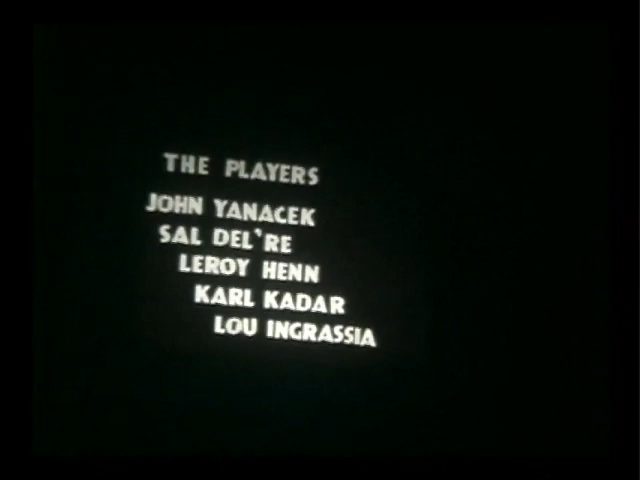 THE PLAYERS
JOHN YANACEK
SAL DEL'RE
LEROY HENN
KARL KADAR
LOU INGRASSIA